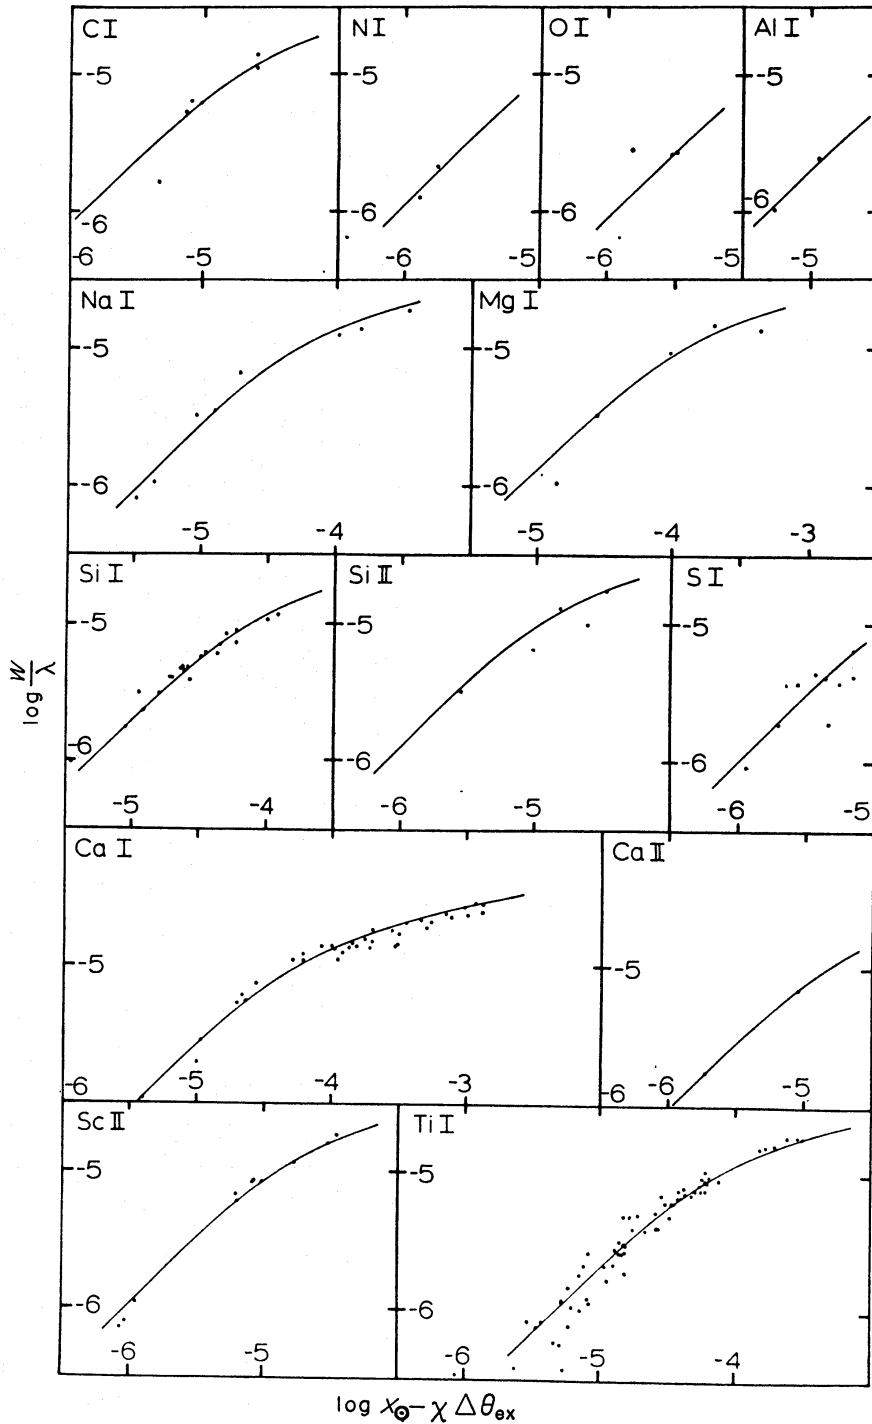 C I N I O I Al I
-5 -5 -5 -5
-6 -6 -6 -6
-6 -5 -6 -5 -6 -5 -5
Na I Mg I
-5 -5
-6 -6
-5 -4 -5 -4 -3
Si I Si II S I
-5 -5 -5
-6 -6 -6
-5 -4 -6 -5 -6 -5
log W/λ
Ca I Ca II
-5 -5
-6 -5 -4 -3 -6 -6 -5
Sc II Ti I
-5 -5
-6 -6
-6 -5 -6 -5 -4
log x⊙ - χ Δθex